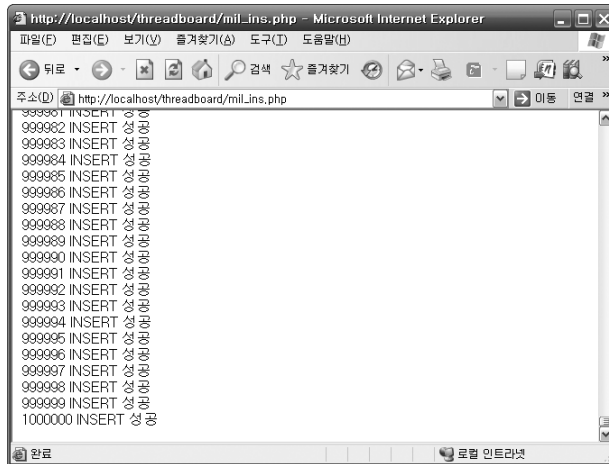 http://localhost/threadboard/mil_ins.php - Microsoft Internet Explorer
파일(F) 편집(E) 보기(V) 즐겨찾기(A) 도구(T) 도움말(H)
뒤로 검색 즐겨찾기
주소(D) http://localhost/threadboard/mil_ins.php 이동 연결 »
999981 INSERT 성공
999982 INSERT 성공
999983 INSERT 성공
999984 INSERT 성공
999985 INSERT 성공
999986 INSERT 성공
999987 INSERT 성공
999988 INSERT 성공
999989 INSERT 성공
999990 INSERT 성공
999991 INSERT 성공
999992 INSERT 성공
999993 INSERT 성공
999994 INSERT 성공
999995 INSERT 성공
999996 INSERT 성공
999997 INSERT 성공
999998 INSERT 성공
999999 INSERT 성공
1000000 INSERT 성공
완료 로컬 인트라넷